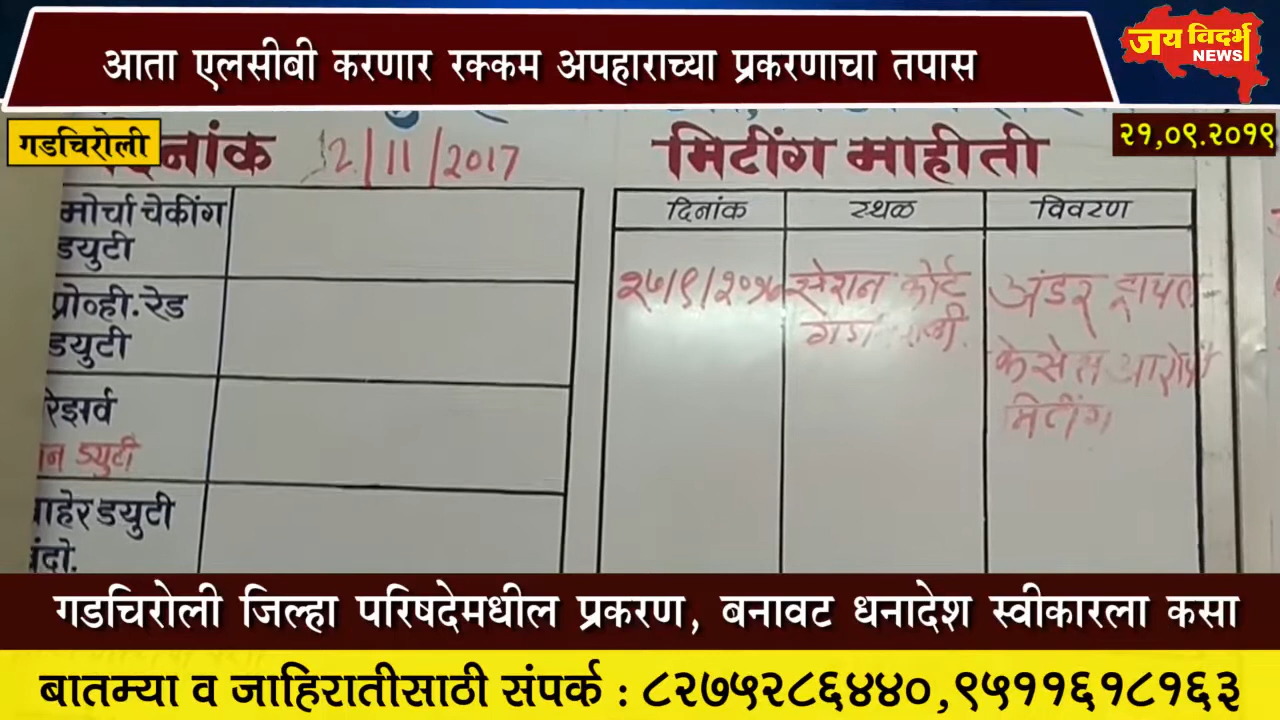 आता एलसीबी करणार रक्कम अपहाराच्या प्रकरणाचा तपास
जय विदर्भ
NEWS
गडचिरोली
२१,०९.२०१९
नांक 12/11/2017
मिटींग माहीती
मोर्चा चेकींग
डयुटी
प्रोव्ही. रेड
डयुटी
रिझर्व
ड्युटी
बाहेर डयुटी
बंदो.
दिनांक स्थळ विवरण
सेशन कोर्ट अंडर ट्रायल
केसेस आरोपी
मिटींग
गडचिरोली जिल्हा परिषदेमधील प्रकरण, बनावट धनादेश स्वीकारला कसा
बातम्या व जाहिरातीसाठी संपर्क : ८२७५२८६४४०,९५११६१८१६३